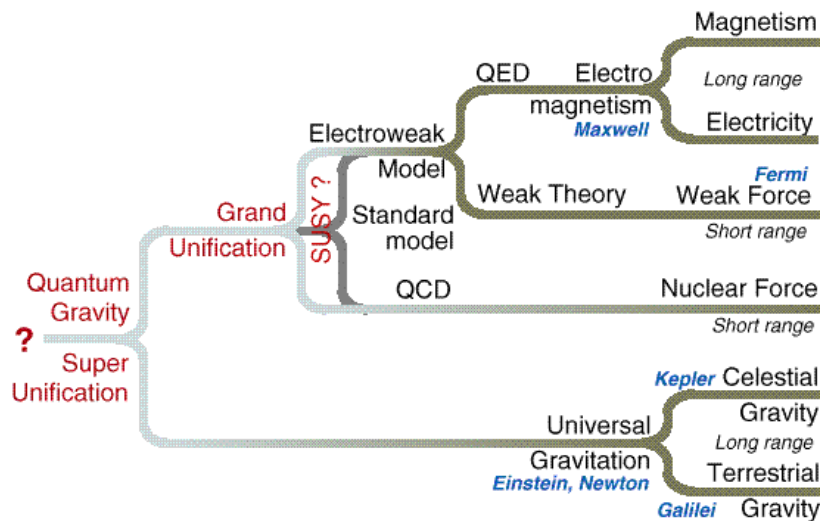 Magnetism
QED Electro
Long range
magnetism
Maxwell
Electricity
Electroweak
Model
Fermi
Weak Theory Weak Force
Short range
SUSY ?
Grand
Unification
Standard
model
QCD Nuclear Force
Short range
Quantum
Gravity
?
Super
Unification
Kepler Celestial
Gravity
Universal
Gravitation
Einstein, Newton
Long range
Terrestrial
Galilei Gravity